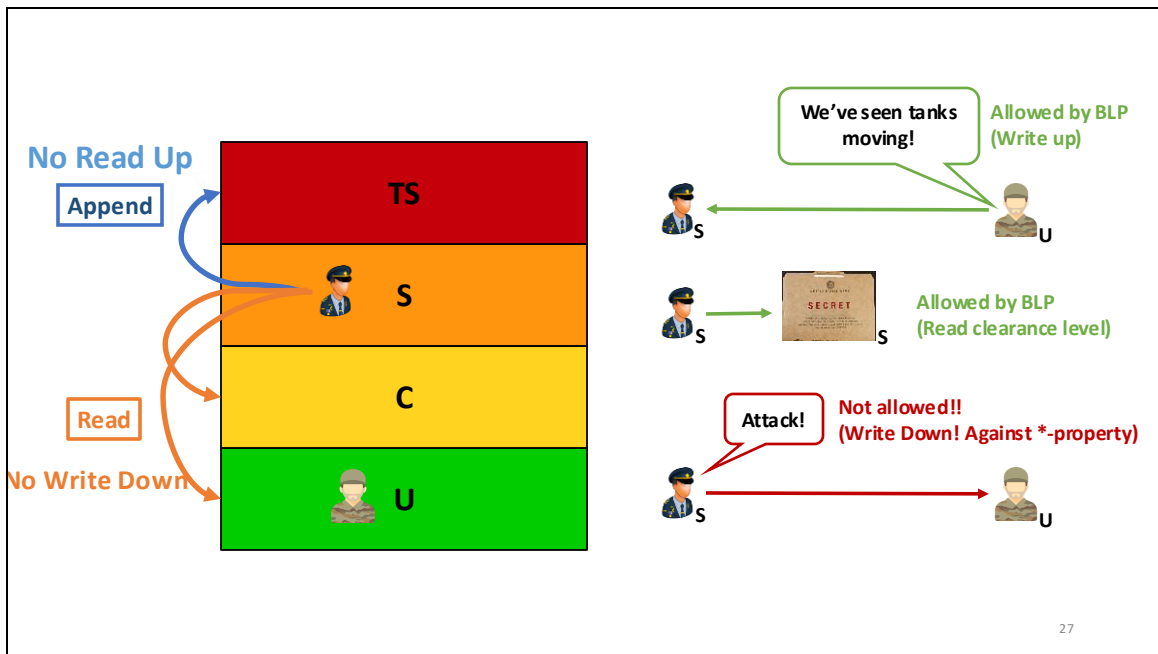 No Read Up
Append
TS
S
C
Read
No Write Down
U
We've seen tanks
moving!
Allowed by BLP
(Write up)
S
U
SECRET
Allowed by BLP
(Read clearance level)
S
S
Attack!
Not allowed!!
(Write Down! Against *-property)
S
U
27